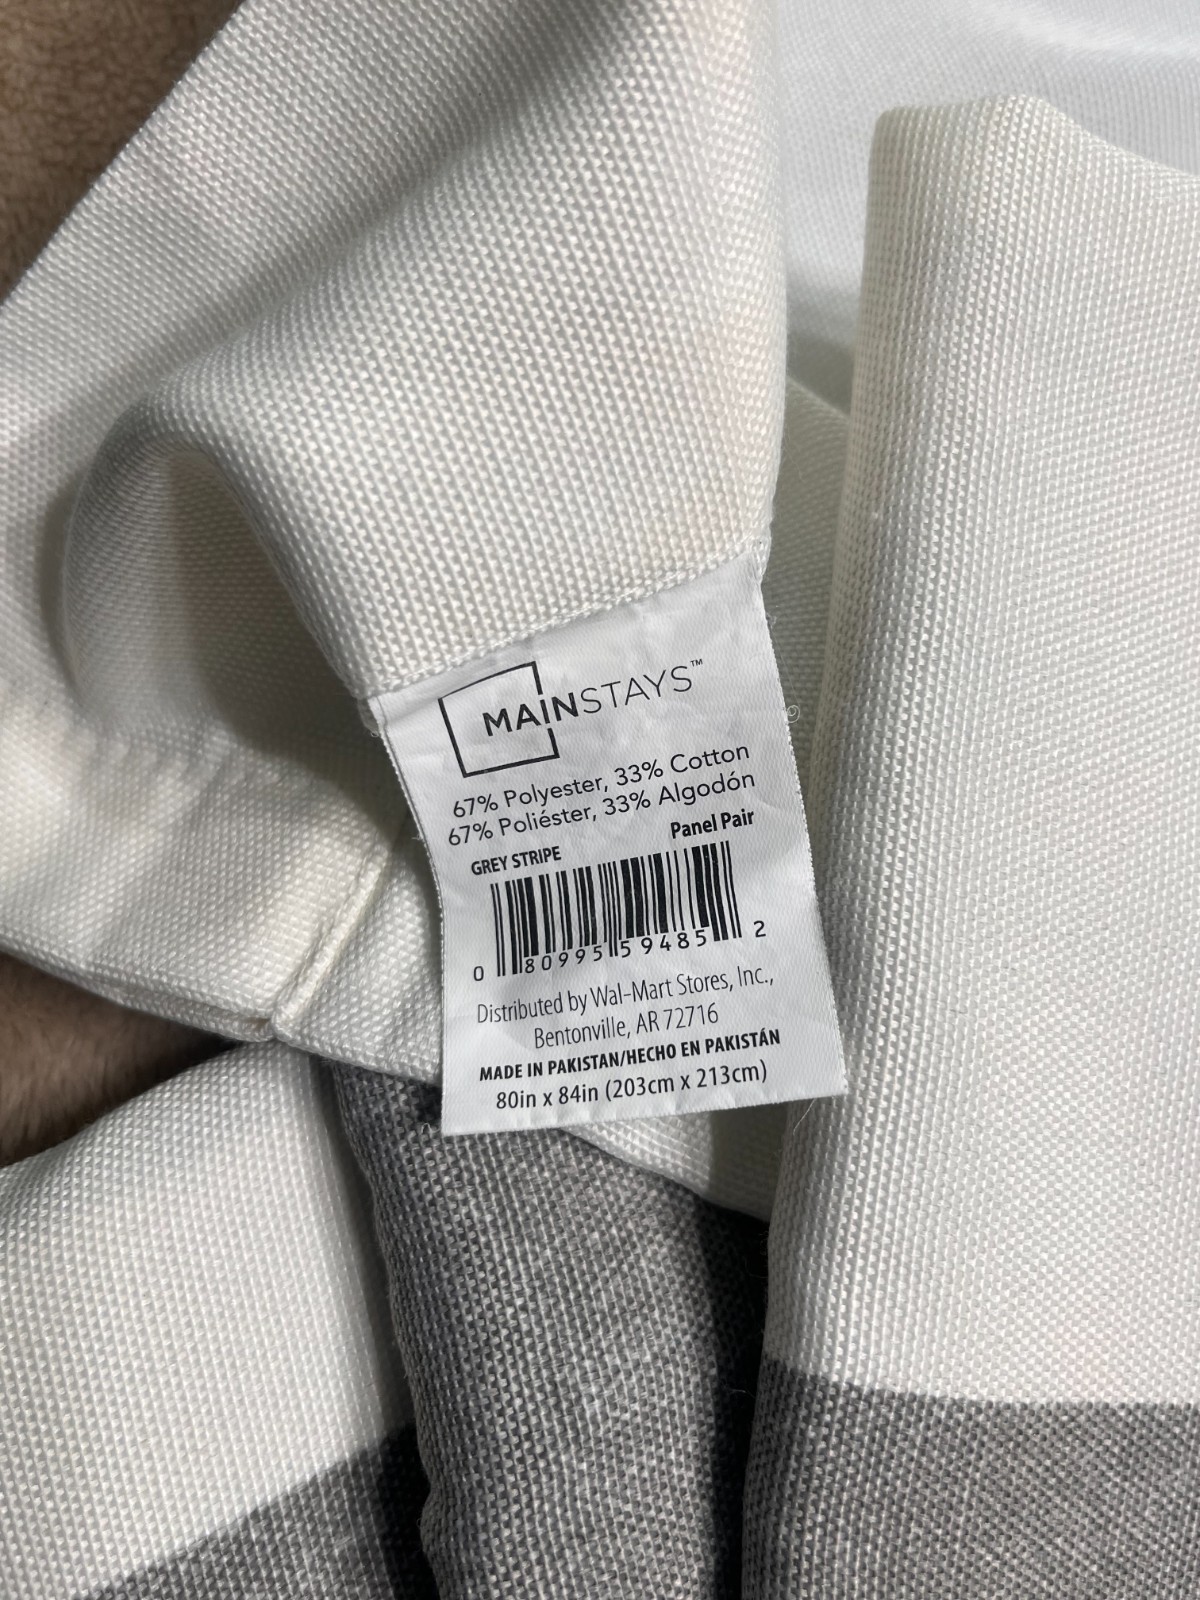 MAINSTAYS™
67% Polyester, 33% Cotton
67% Poliéster, 33% Algodón
Panel Pair
GREY STRIPE
0 80995 59485 2
Distributed by Wal-Mart Stores, Inc.,
Bentonville, AR 72716
MADE IN PAKISTAN/HECHO EN PAKISTÁN
80in x 84in (203cm x 213cm)